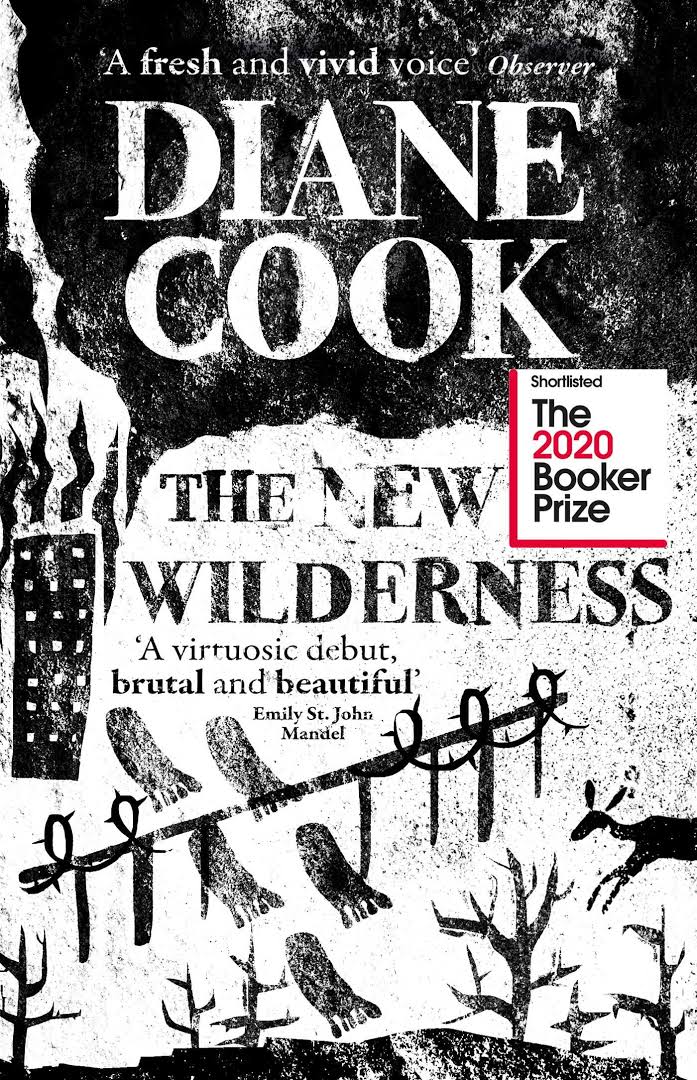 ‘A fresh and vivid voice’ Observer
DIANE
COOK
Shortlisted
The
2020
Booker
Prize
THE NEW
WILDERNESS
‘A virtuosic debut,
brutal and beautiful’
Emily St. John
Mandel